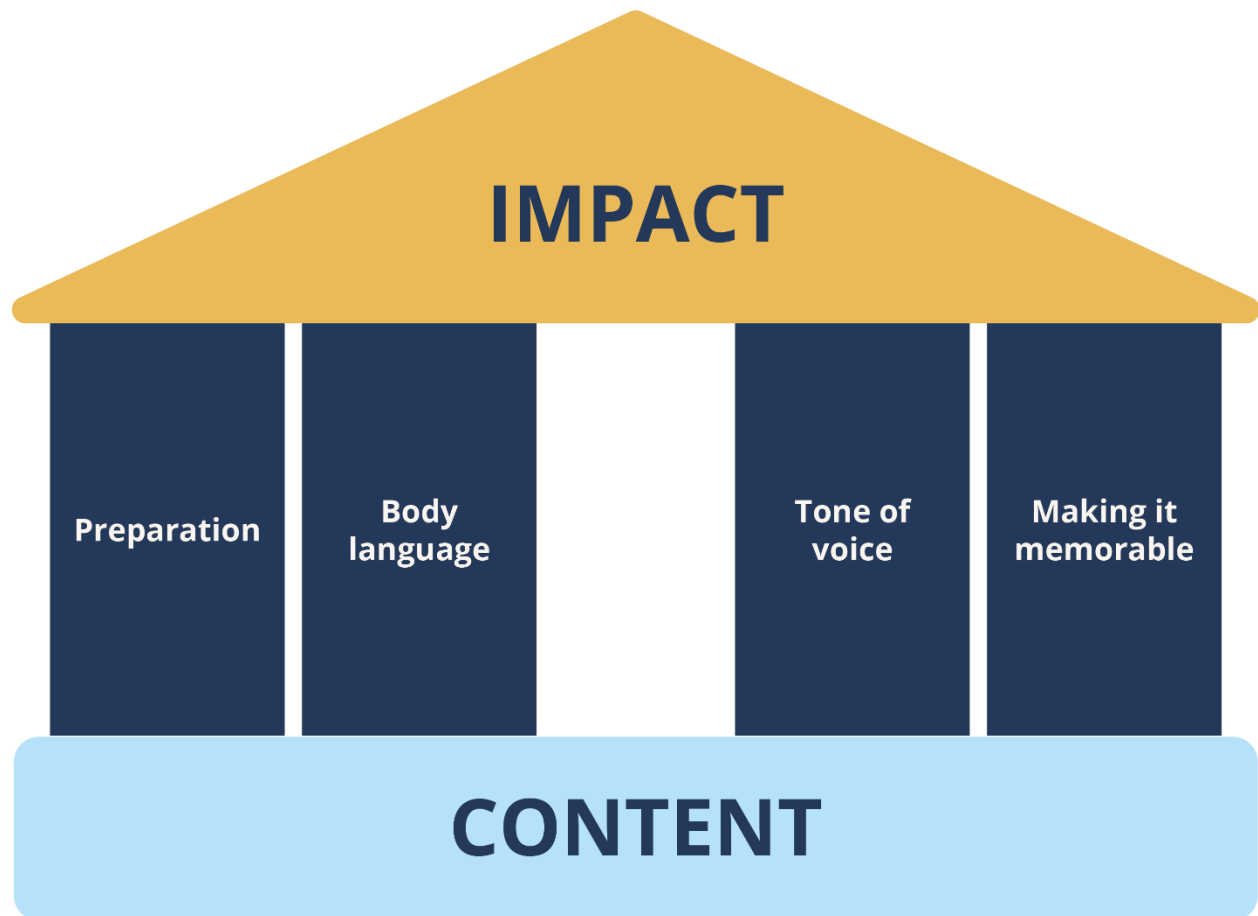 IMPACT
Preparation
Body
language
Tone of
voice
Making it
memorable
CONTENT